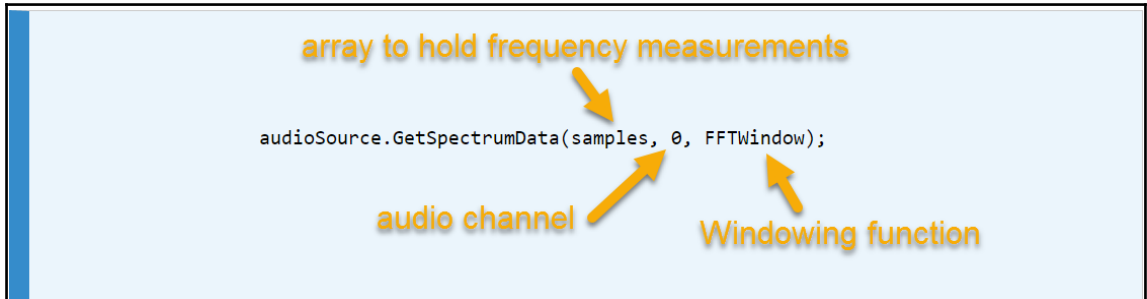 array to hold frequency measurements
audioSource.GetSpectrumData(samples, 0, FFTWindow);
audio channel
Windowing function